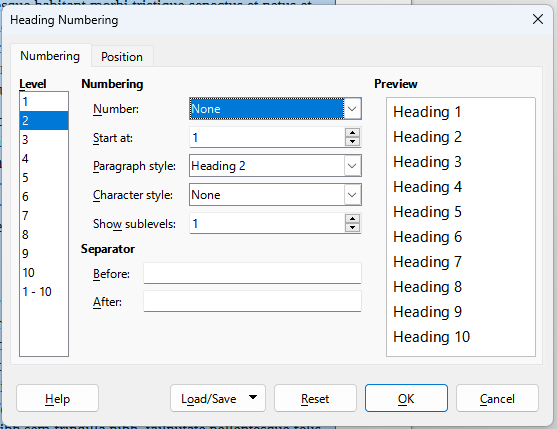 esque habitant morbi tristique senectus et netus et
Heading Numbering
Numbering
Position
Level
1
2
3
4
5
6
7
8
9
10
1 - 10
Numbering
Number: None
Start at: 1
Paragraph style: Heading 2
Character style: None
Show sublevels: 1
Separator
Before:
After:
Preview
Heading 1
Heading 2
Heading 3
Heading 4
Heading 5
Heading 6
Heading 7
Heading 8
Heading 9
Heading 10
Help
Load/Save
Reset
OK
Cancel